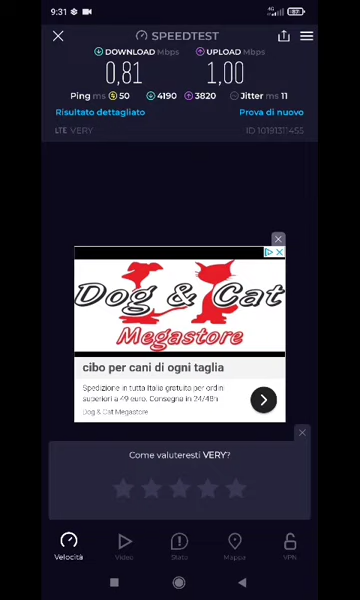 9:31
4G
SPEEDTEST
DOWNLOAD Mbps UPLOAD Mbps
0,81 1,00
Ping ms 50 4190 3820 Jitter ms 11
Risultato dettagliato Prova di nuovo
LTE VERY ID 10191311455
Dog & Cat
Megastore
cibo per cani di ogni taglia
Spedizione in tutta Italia gratuita per ordini
superiori a 49 euro. Consegna in 24/48h
Dog & Cat Megastore
Come valuteresti VERY?
Velocità Video Stato Mappa VPN